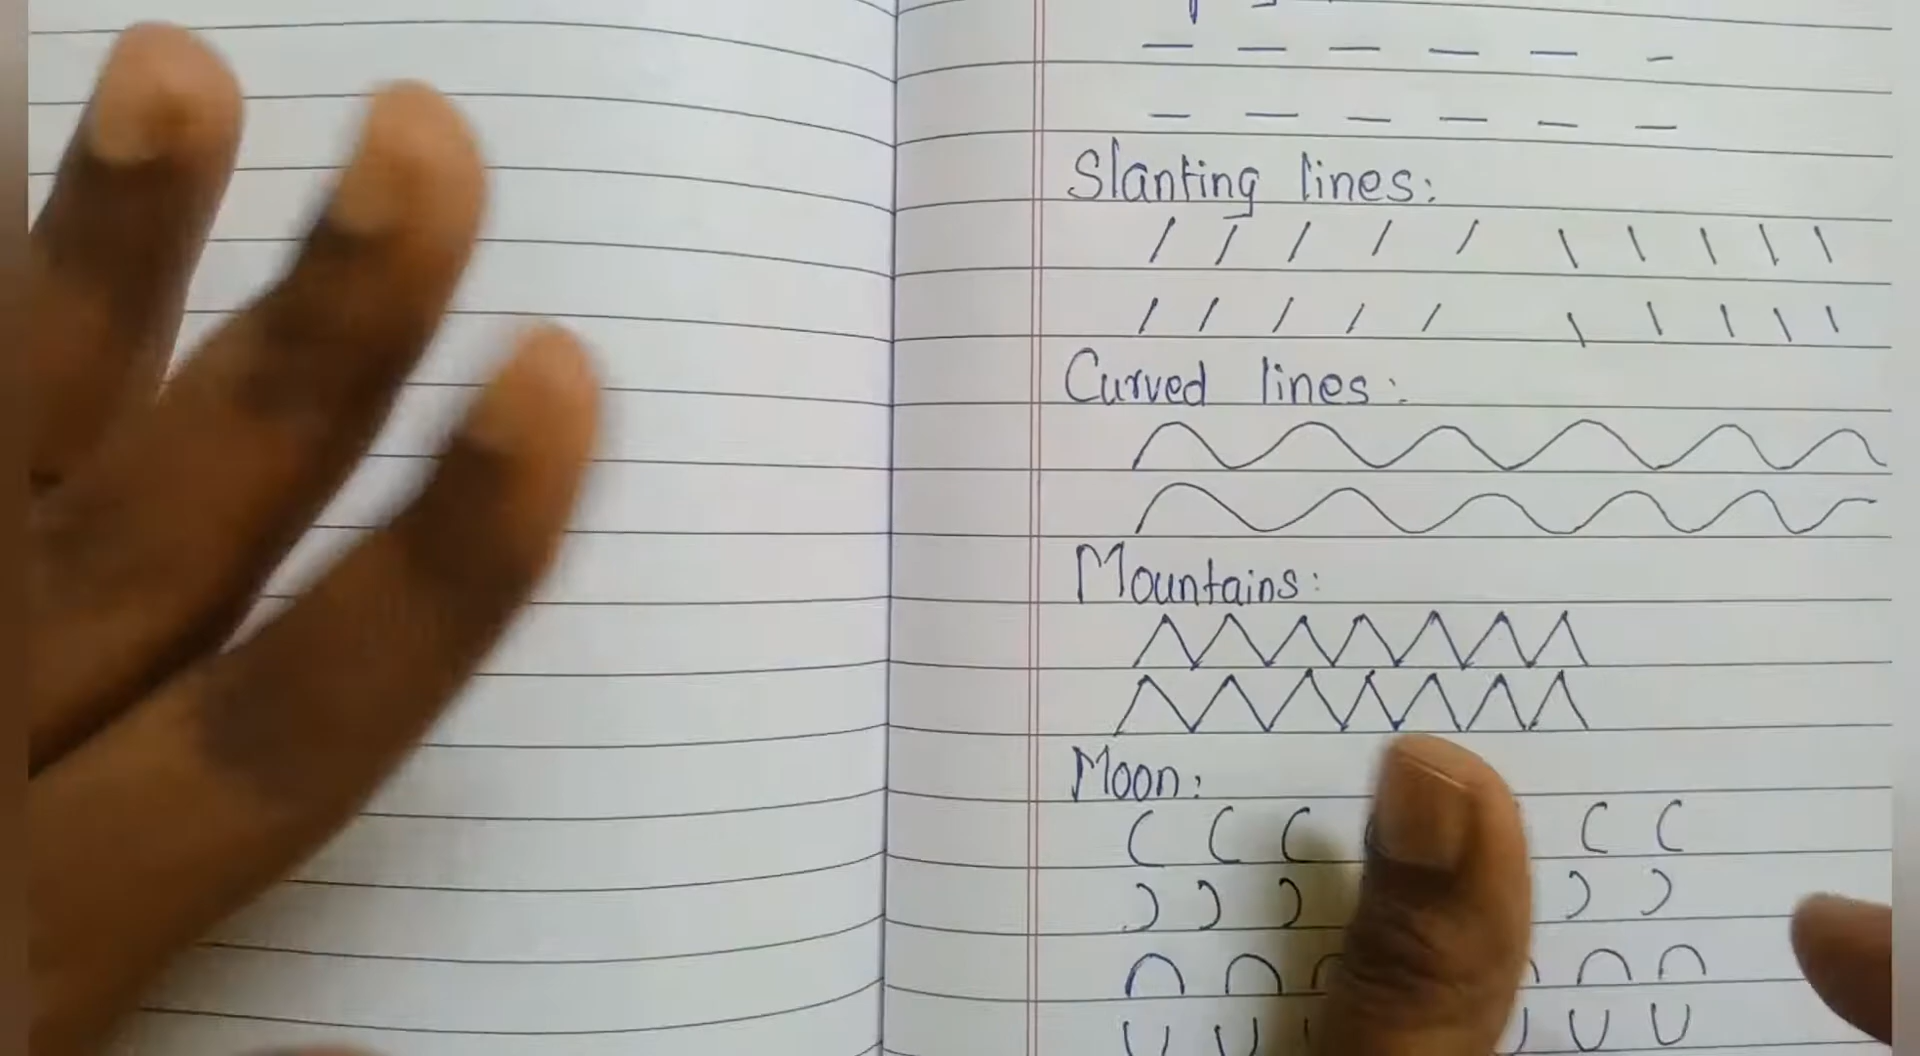 Slanting lines:
Curved lines:
Mountains:
Moon: